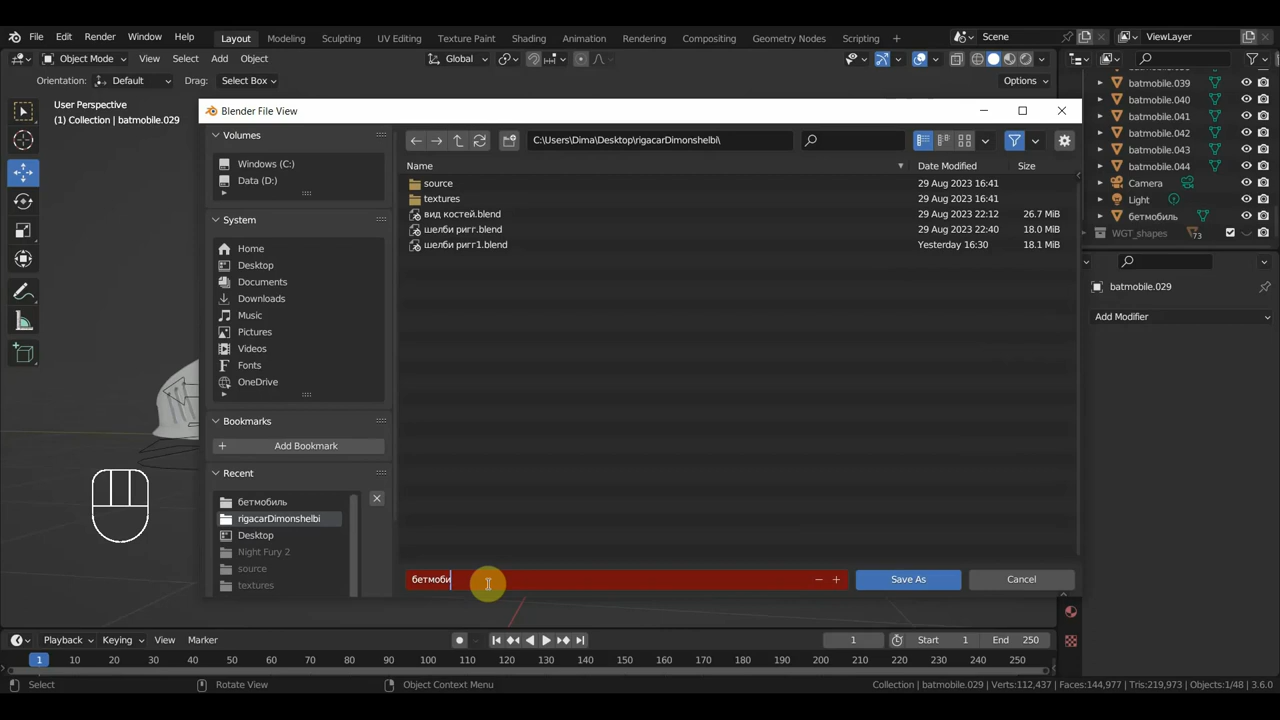 File Edit Render Window Help Layout Modeling Sculpting UV Editing Texture Paint Shading Animation Rendering Compositing Geometry Nodes Scripting + Scene ViewLayer
Object Mode View Select Add Object Global
Orientation: Default Drag: Select Box Options
User Perspective
(1) Collection | batmobile.029
batmobile.039
batmobile.040
batmobile.041
batmobile.042
batmobile.043
batmobile.044
Camera
Light
бетмобиль
WGT_shapes 73
batmobile.029
Add Modifier
Blender File View
Volumes
Windows (C:)
Data (D:)
System
Home
Desktop
Documents
Downloads
Music
Pictures
Videos
Fonts
OneDrive
Bookmarks
+ Add Bookmark
Recent
бетмобиль
rigacarDimonshelbi
Desktop
Night Fury 2
source
textures
C:\Users\Dima\Desktop\rigacarDimonshelbi\
Name Date Modified Size
source 29 Aug 2023 16:41
textures 29 Aug 2023 16:41
вид костей.blend 29 Aug 2023 22:12 26.7 MiB
шелби ригг.blend 29 Aug 2023 22:40 18.0 MiB
шелби ригг1.blend Yesterday 16:30 18.1 MiB
бетмоби − + Save As Cancel
Playback Keying View Marker 1 Start 1 End 250
1 10 20 30 40 50 60 70 80 90 100 110 120 130 140 150 160 170 180 190 200 210 220 230 240 250
Select Rotate View Object Context Menu Collection | batmobile.029 | Verts:112,437 | Faces:144,977 | Tris:219,973 | Objects:1/48 | 3.6.0